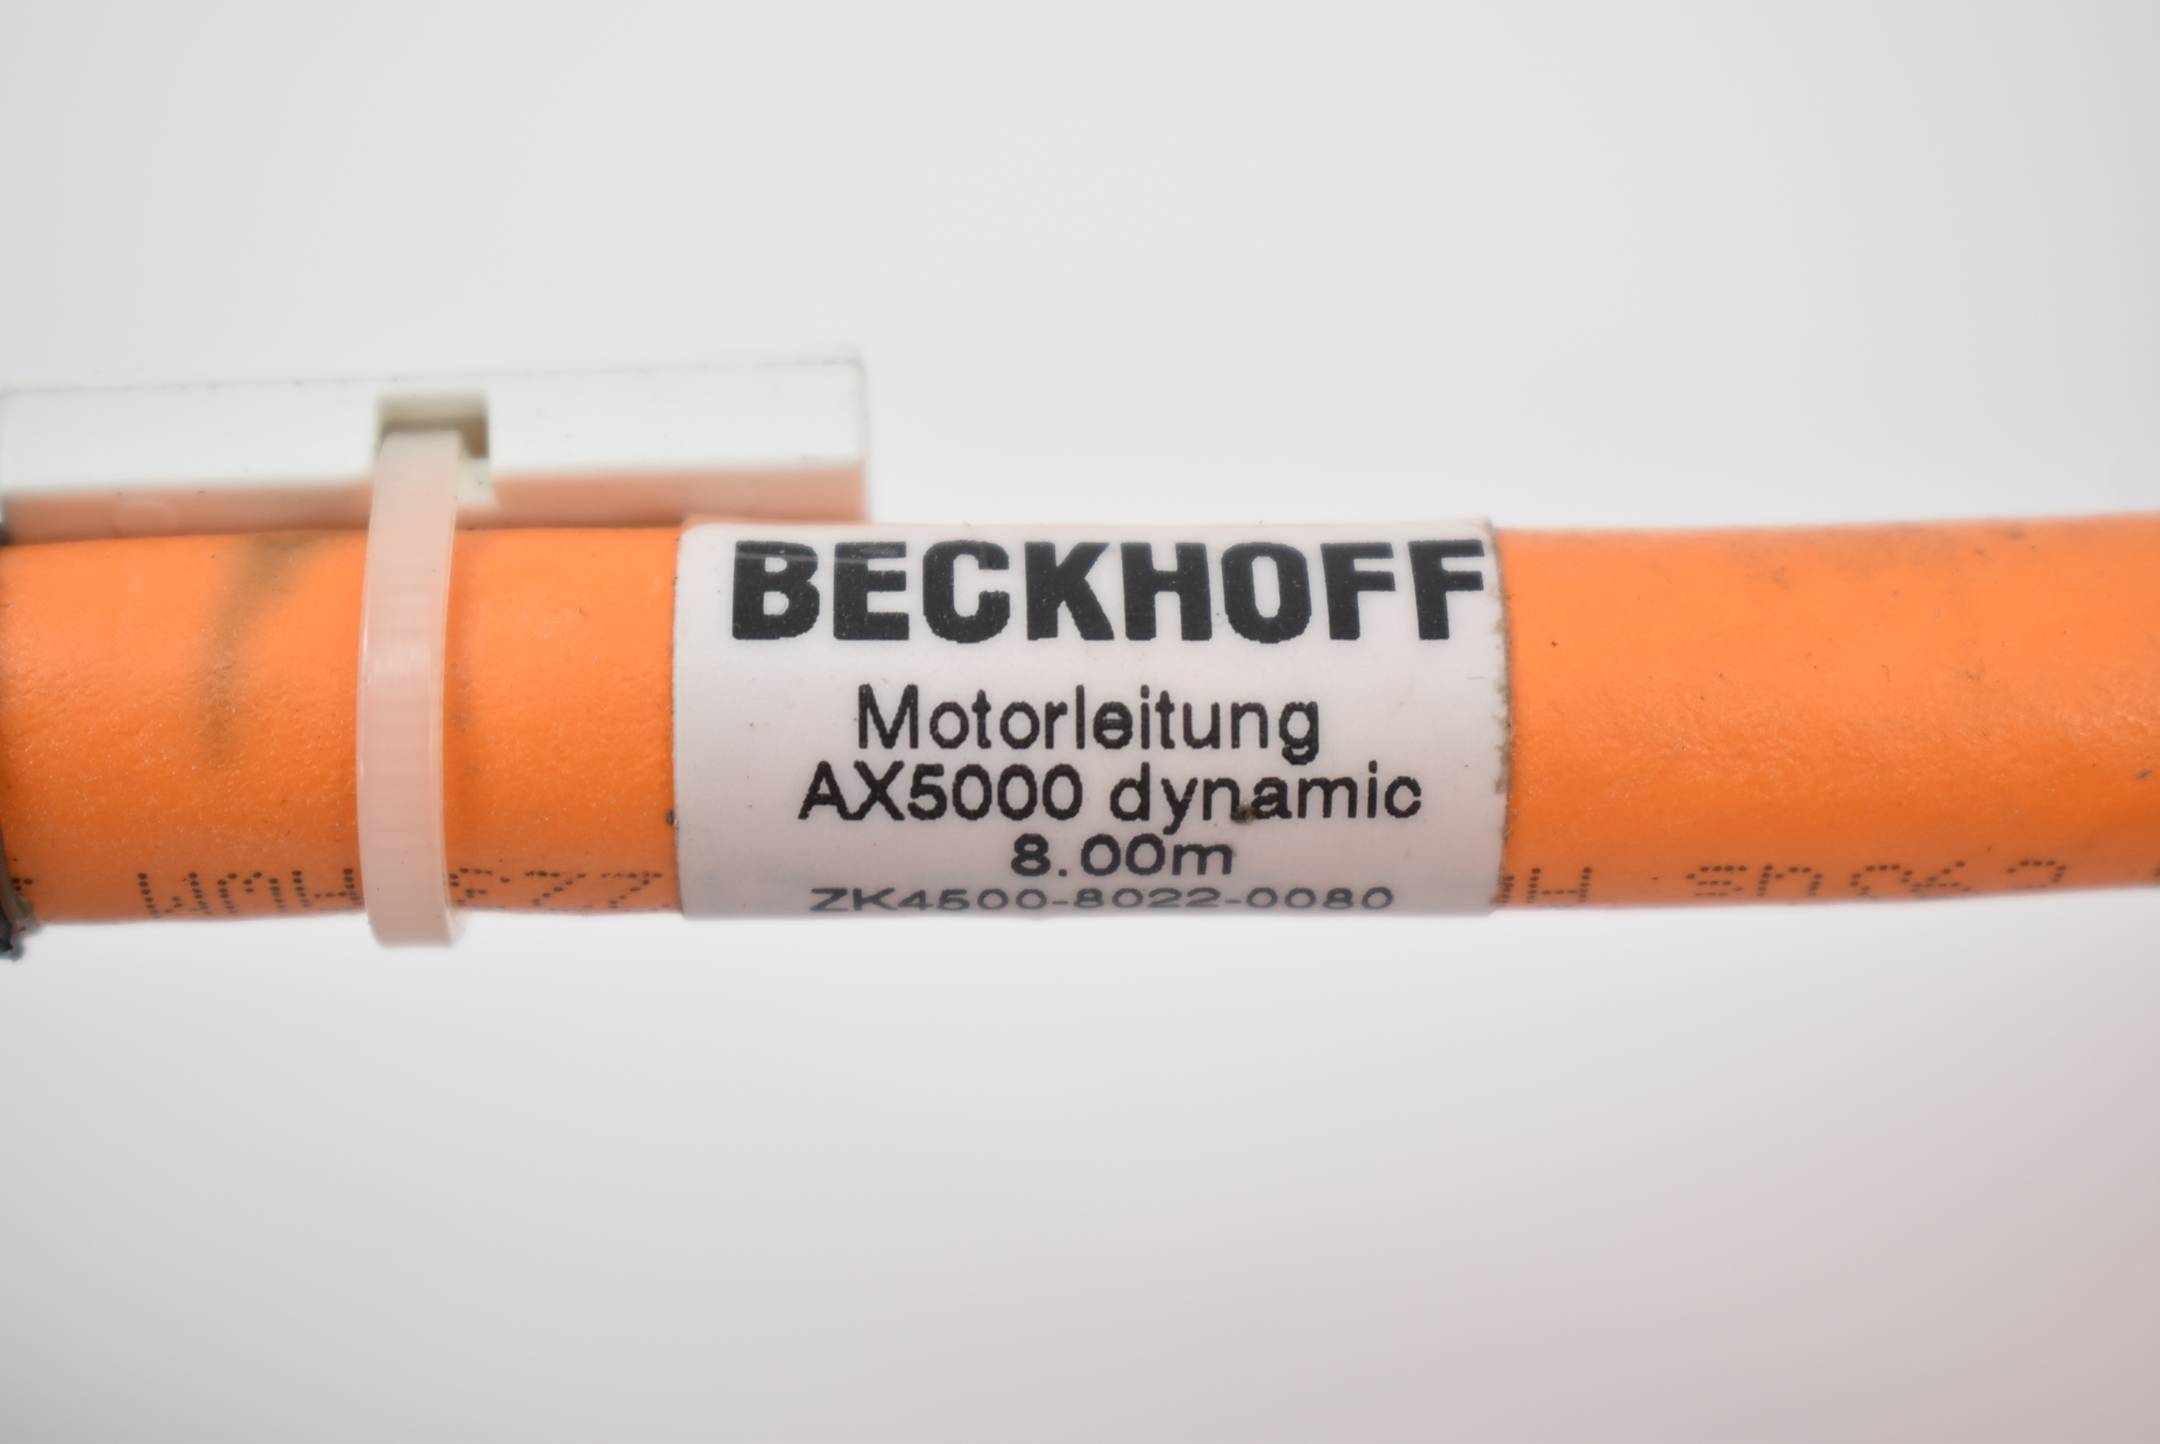 BECKHOFF
Motorleitung
AX5000 dynamic
8.00m
ZK4500-8022-0080